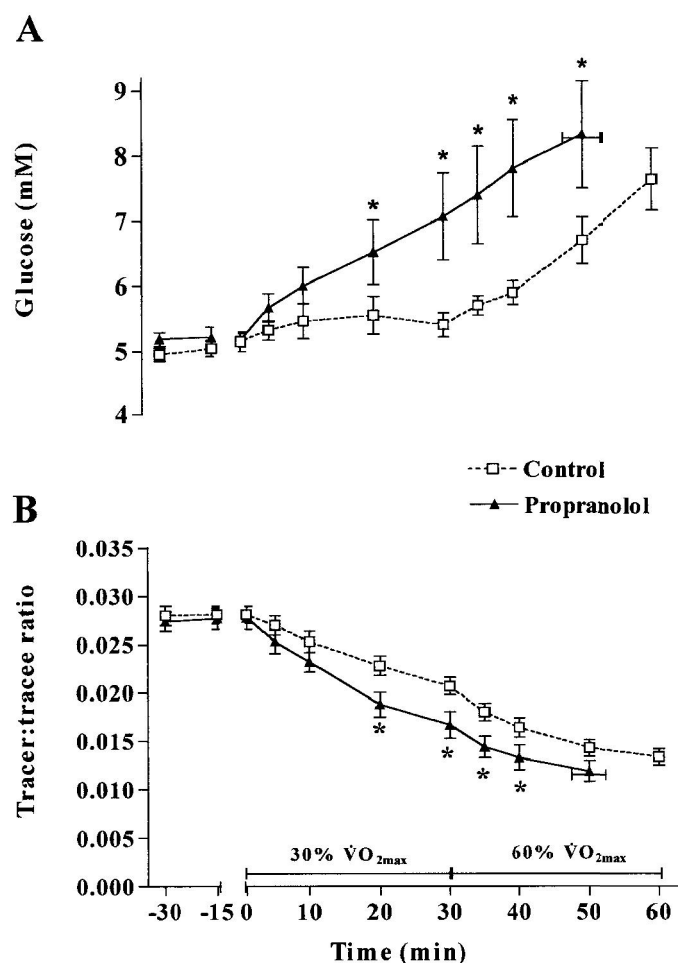 A
Glucose (mM)
9
8
7
6
5
4
* * * * * *
Control
Propranolol
B
Tracer:tracee ratio
0.035
0.030
0.025
0.020
0.015
0.010
0.005
0.000
* * * *
30% V̇O2max
60% V̇O2max
-30 -15 0 10 20 30 40 50 60
Time (min)